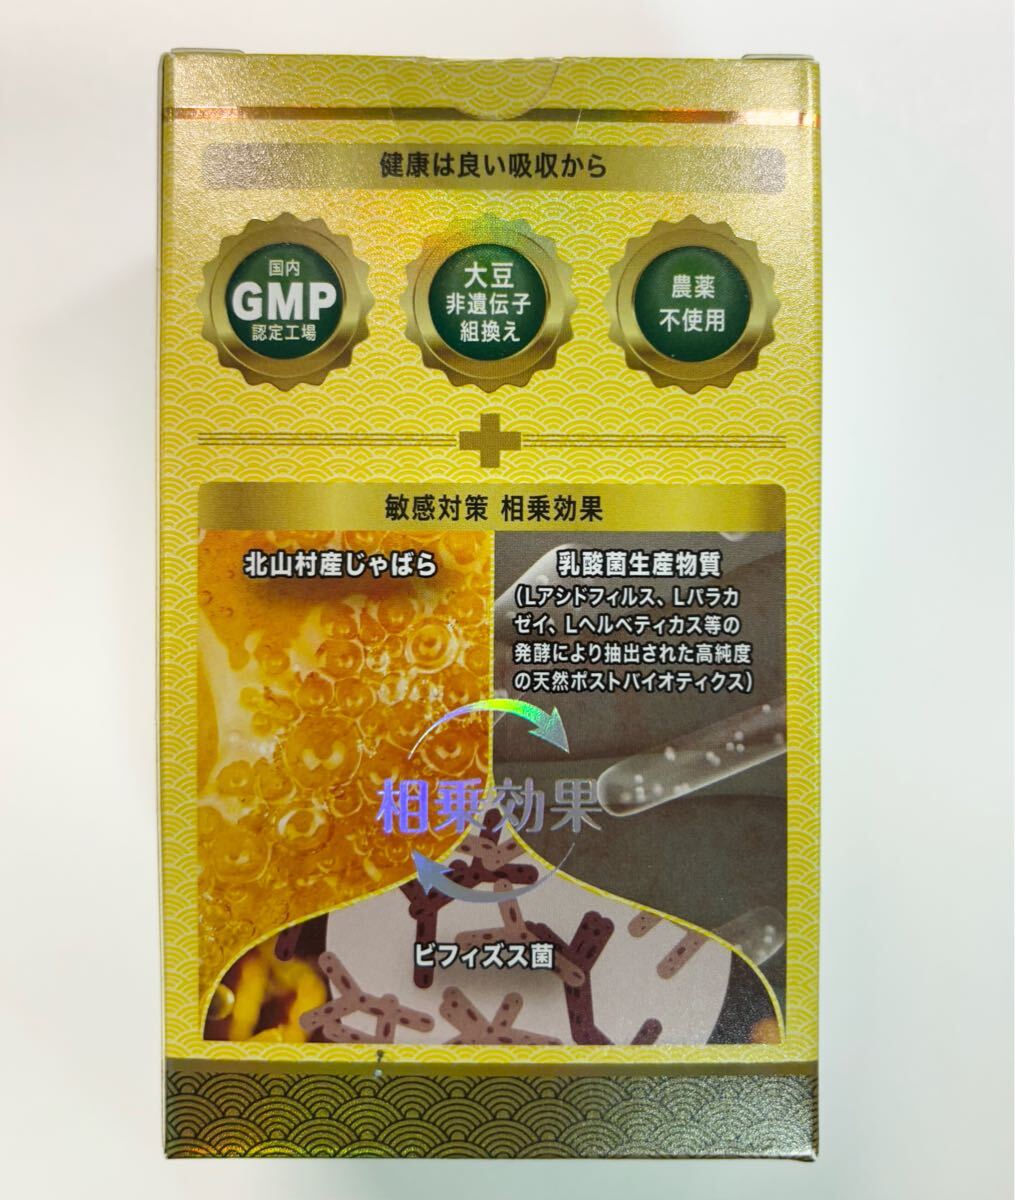 健康は良い吸収から
国内
GMP
認定工場
大豆
非遺伝子
組換え
農薬
不使用
敏感対策 相乗効果
北山村産じゃばら
乳酸菌生産物質
(Lアシドフィルス、Lパラカ
ゼイ、Lヘルベティカス等の
発酵により抽出された高純度
の天然ポストバイオティクス)
相乗効果
ビフィズス菌